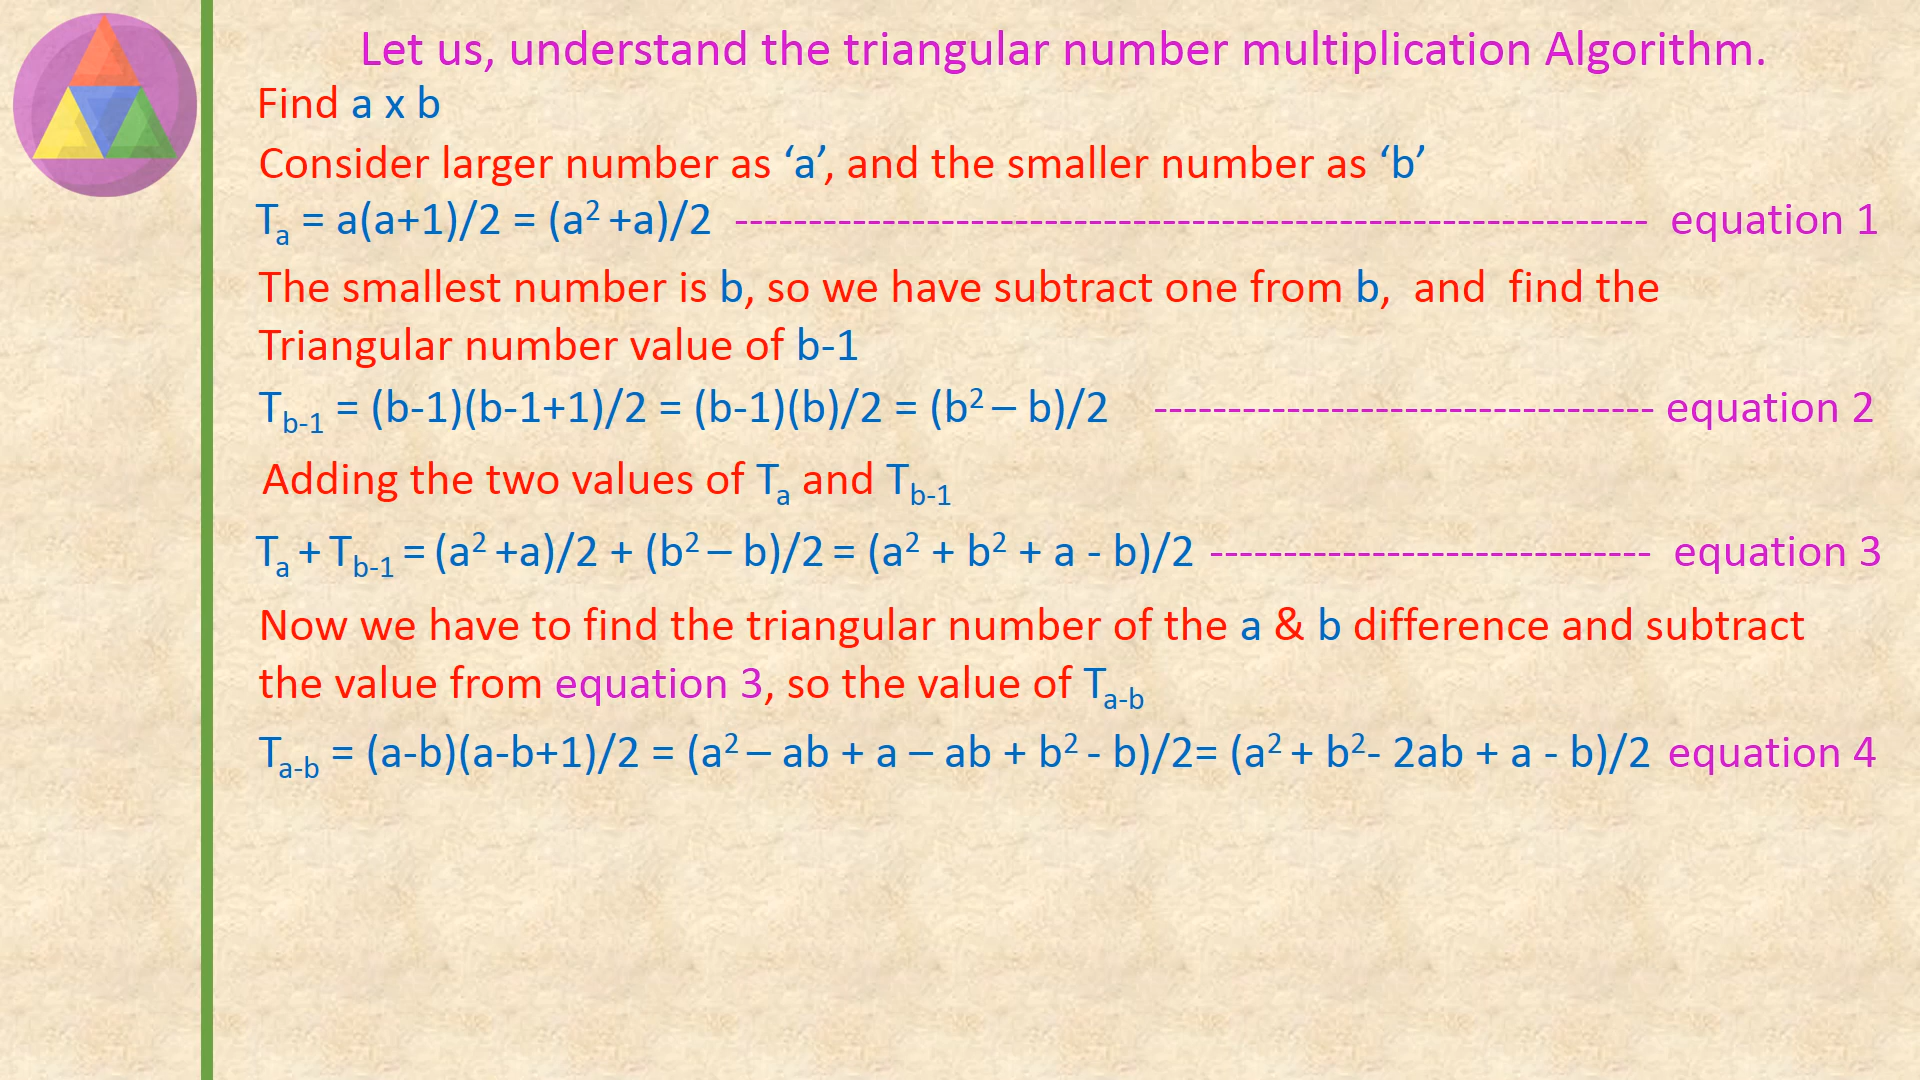 Let us, understand the triangular number multiplication Algorithm.
Find a x b
Consider larger number as ‘a’, and the smaller number as ‘b’
Tₐ = a(a+1)/2 = (a² +a)/2 -------------------------------------------------------------- equation 1
The smallest number is b, so we have subtract one from b, and find the
Triangular number value of b-1
T_b-1 = (b-1)(b-1+1)/2 = (b-1)(b)/2 = (b² – b)/2 ---------------------------------- equation 2
Adding the two values of Tₐ and T_b-1
Tₐ + T_b-1 = (a² +a)/2 + (b² – b)/2 = (a² + b² + a - b)/2 ------------------------------ equation 3
Now we have to find the triangular number of the a & b difference and subtract
the value from equation 3, so the value of T_a-b
T_a-b = (a-b)(a-b+1)/2 = (a² – ab + a – ab + b² - b)/2= (a² + b²- 2ab + a - b)/2 equation 4